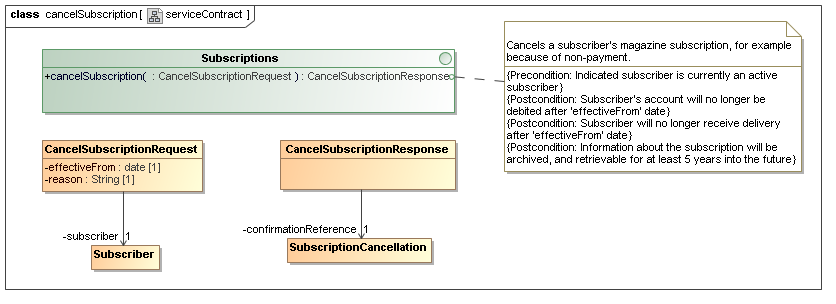 class cancelSubscription [ serviceContract ]
Subscriptions
+cancelSubscription( : CancelSubscriptionRequest ) : CancelSubscriptionResponse
Cancels a subscriber's magazine subscription, for example
because of non-payment.
{Precondition: Indicated subscriber is currently an active
subscriber}
{Postcondition: Subscriber's account will no longer be
debited after 'effectiveFrom' date}
{Postcondition: Subscriber will no longer receive delivery
after 'effectiveFrom' date}
{Postcondition: Information about the subscription will be
archived, and retrievable for at least 5 years into the future}
CancelSubscriptionRequest
-effectiveFrom : date [1]
-reason : String [1]
CancelSubscriptionResponse
-subscriber 1
-confirmationReference 1
Subscriber
SubscriptionCancellation